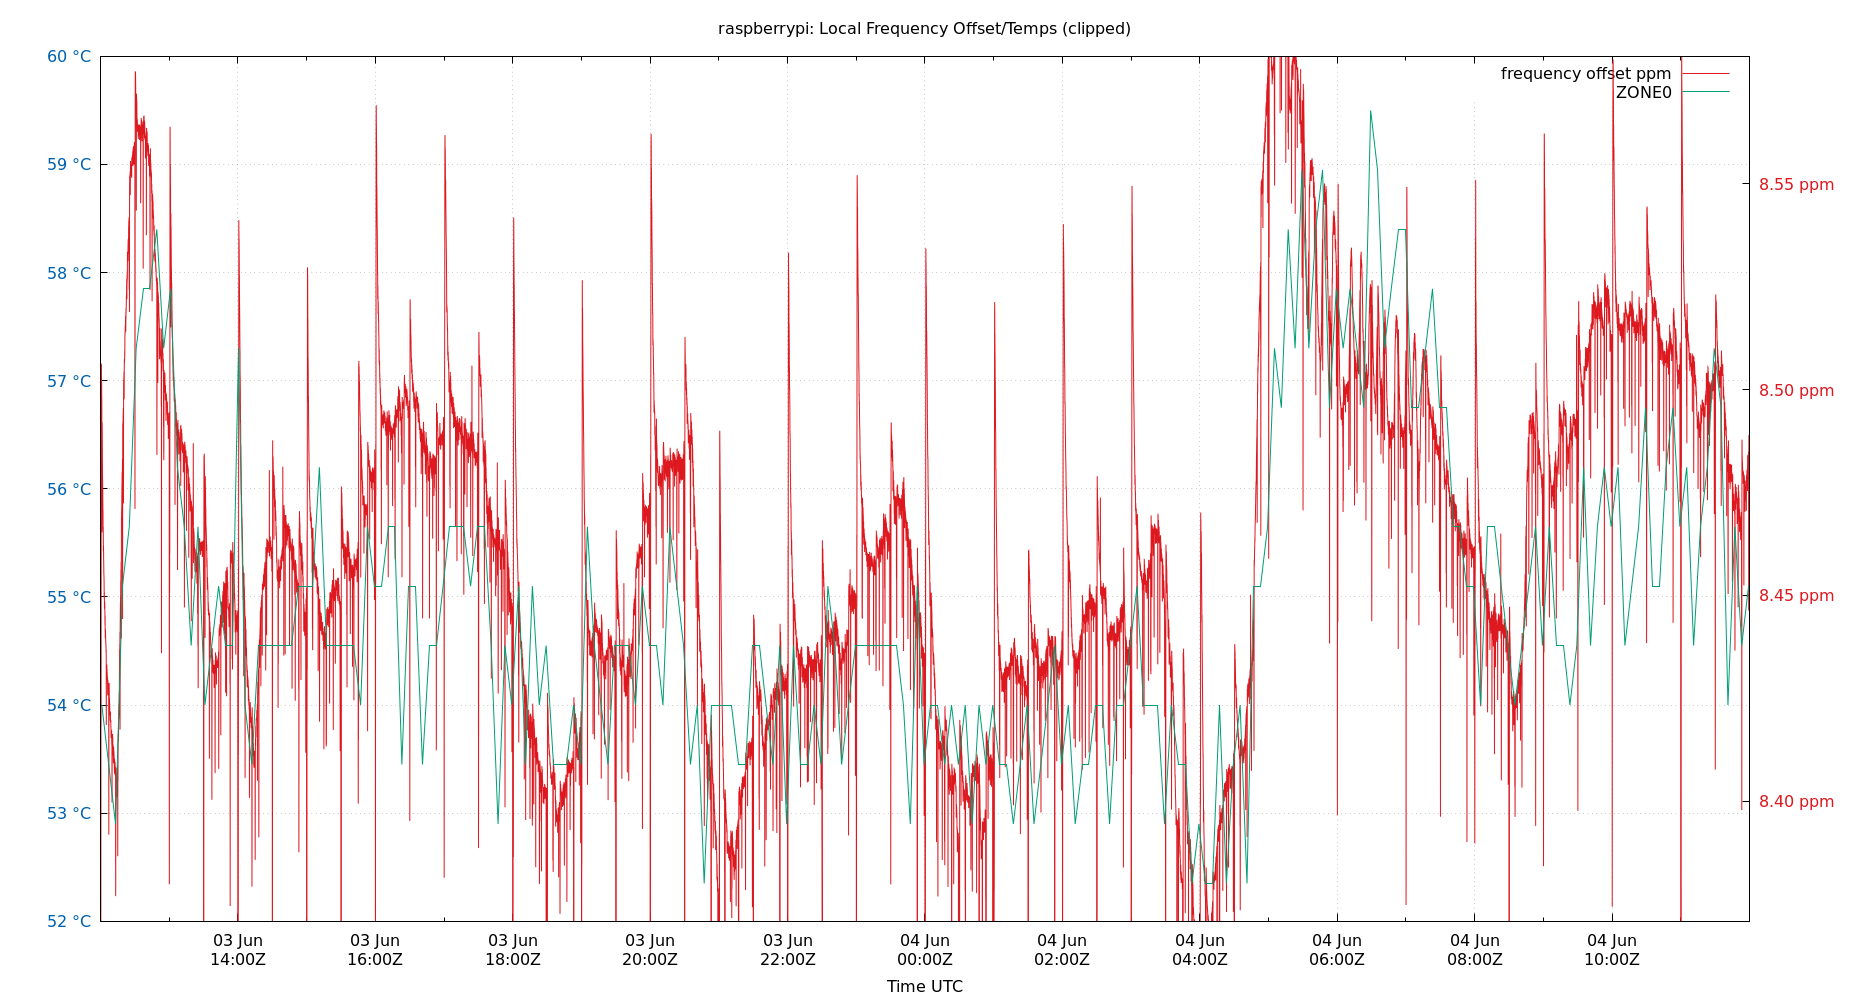 raspberrypi: Local Frequency Offset/Temps (clipped)
60 °C
59 °C
58 °C
57 °C
56 °C
55 °C
54 °C
53 °C
52 °C
frequency offset ppm
ZONE0
8.55 ppm
8.50 ppm
8.45 ppm
8.40 ppm
03 Jun
14:00Z
03 Jun
16:00Z
03 Jun
18:00Z
03 Jun
20:00Z
03 Jun
22:00Z
04 Jun
00:00Z
04 Jun
02:00Z
04 Jun
04:00Z
04 Jun
06:00Z
04 Jun
08:00Z
04 Jun
10:00Z
Time UTC